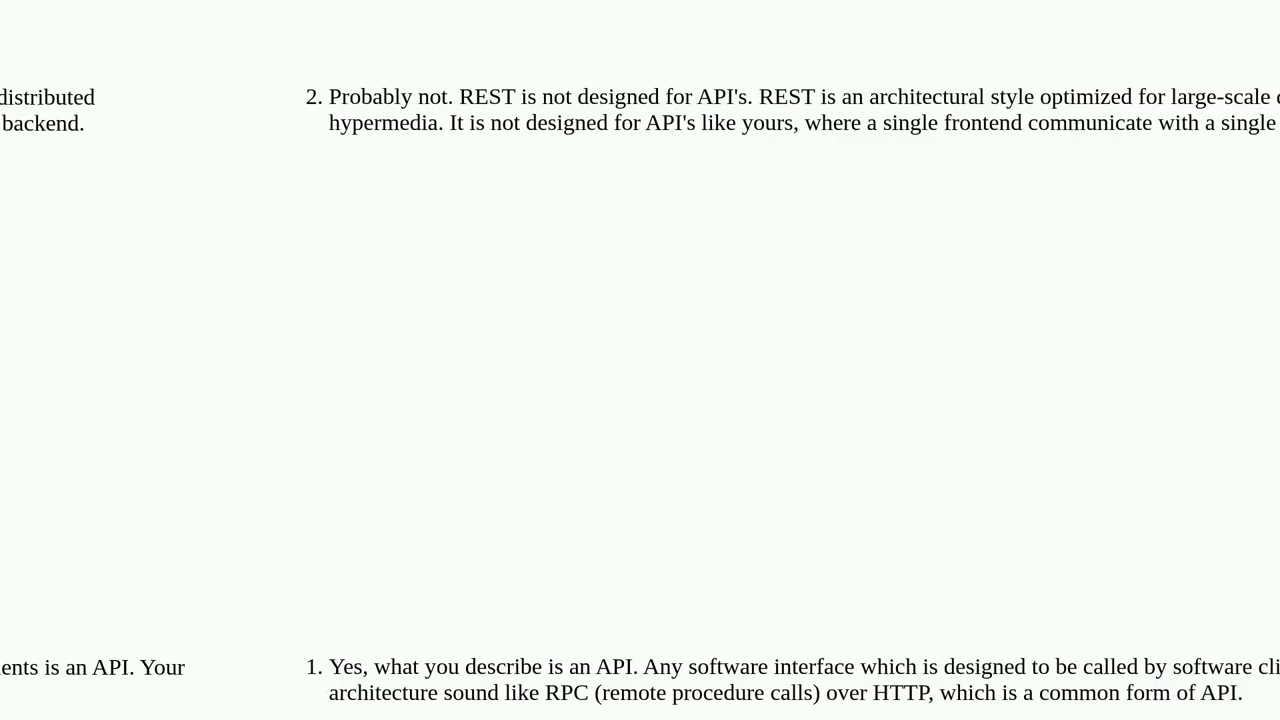 distributed
backend.
2. Probably not. REST is not designed for API's. REST is an architectural style optimized for large-scale
hypermedia. It is not designed for API's like yours, where a single frontend communicate with a single
is an API. Your
1. Yes, what you describe is an API. Any software interface which is designed to be called by software
architecture sound like RPC (remote procedure calls) over HTTP, which is a common form of API.